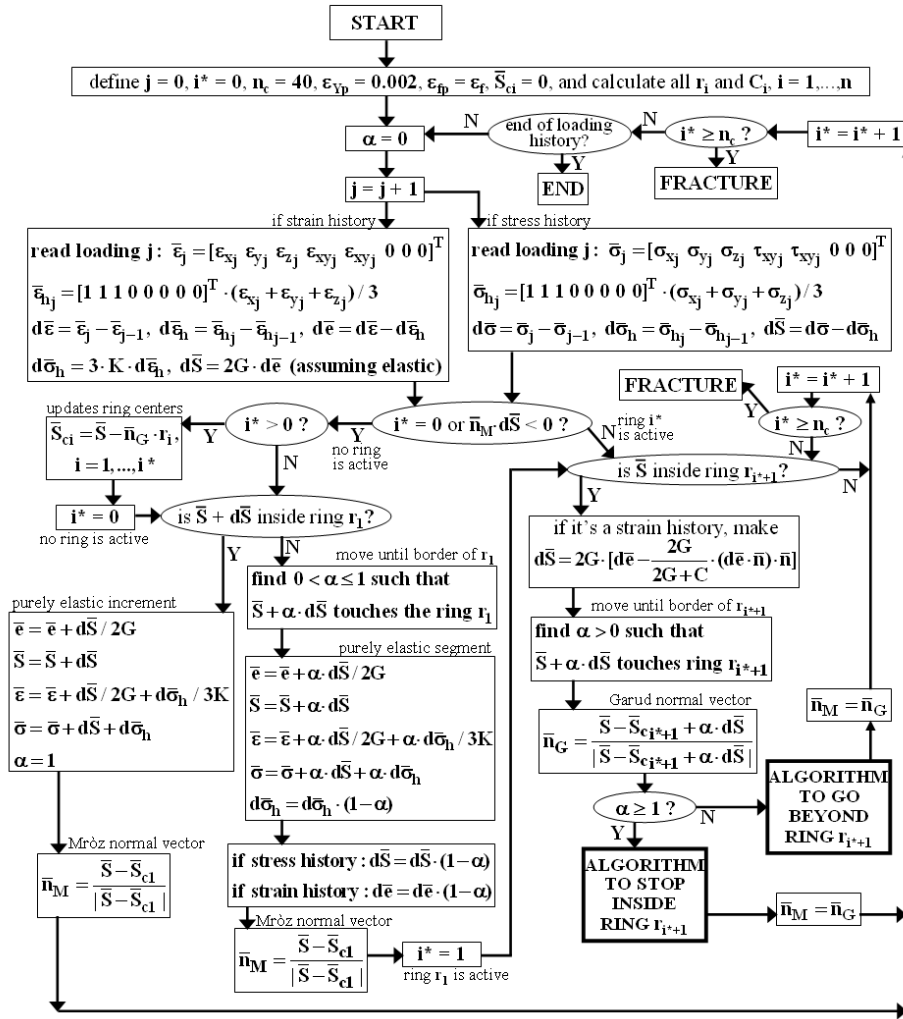 START
define j = 0, i* = 0, n_c = 40, ε_Yp = 0.002, ε_fp = ε_f, S̅_ci = 0, and calculate all r_i and C_i, i = 1,...,n
α = 0
N
end of loading
history?
N
i* ≥ n_c ?
i* = i* + 1
Y
Y
END
FRACTURE
j = j + 1
if strain history
if stress history
read loading j : ε̅_j = [ε_xj ε_yj ε_zj ε_xyj ε_xyj 0 0 0]^T
ε̅_hj = [1 1 1 0 0 0 0 0]^T · (ε_xj + ε_yj + ε_zj) / 3
dε̅ = ε̅_j − ε̅_j−1, dε̅_h = ε̅_hj − ε̅_hj−1, de̅ = dε̅ − dε̅_h
dσ̅_h = 3 · K · dε̅_h, dS̅ = 2G · de̅ (assuming elastic)
read loading j : σ̅_j = [σ_xj σ_yj σ_zj τ_xyj τ_xyj 0 0 0]^T
σ̅_hj = [1 1 1 0 0 0 0 0]^T · (σ_xj + σ_yj + σ_zj) / 3
dσ̅ = σ̅_j − σ̅_j−1, dσ̅_h = σ̅_hj − σ̅_hj−1, dS̅ = dσ̅ − dσ̅_h
updates ring centers
S̅_ci = S̅ − n̅_G · r_i,
i = 1,...,i*
Y
i* > 0 ?
Y
no ring
is active
i* = 0 or n̅_M · dS̅ < 0 ?
N
ring i*
is active
FRACTURE
Y
i* ≥ n_c ?
i* = i* + 1
N
N
is S̅ inside ring r_i*+1 ?
N
Y
i* = 0
no ring is active
is S̅ + dS̅ inside ring r_1 ?
Y
N
purely elastic increment
e̅ = e̅ + dS̅ / 2G
S̅ = S̅ + dS̅
ε̅ = ε̅ + dS̅ / 2G + dσ̅_h / 3K
σ̅ = σ̅ + dS̅ + dσ̅_h
α = 1
Mròz normal vector
n̅_M = (S̅ − S̅_c1) / | S̅ − S̅_c1 |
move until border of r_1
find 0 < α ≤ 1 such that
S̅ + α · dS̅ touches the ring r_1
purely elastic segment
e̅ = e̅ + α · dS̅ / 2G
S̅ = S̅ + α · dS̅
ε̅ = ε̅ + α · dS̅ / 2G + α · dσ̅_h / 3K
σ̅ = σ̅ + α · dS̅ + α · dσ̅_h
dσ̅_h = dσ̅_h · (1 − α)
if stress history : dS̅ = dS̅ · (1 − α)
if strain history : de̅ = de̅ · (1 − α)
Mròz normal vector
n̅_M = (S̅ − S̅_c1) / | S̅ − S̅_c1 |
i* = 1
ring r_1 is active
if it's a strain history, make
dS̅ = 2G · [de̅ − 2G / (2G + C) · (de̅ · n̅) · n̅]
move until border of r_i*+1
find α > 0 such that
S̅ + α · dS̅ touches ring r_i*+1
Garud normal vector
n̅_G = (S̅ − S̅_ci*+1 + α · dS̅) / | S̅ − S̅_ci*+1 + α · dS̅ |
α ≥ 1 ?
N
Y
ALGORITHM
TO STOP
INSIDE
RING r_i*+1
n̅_M = n̅_G
ALGORITHM
TO GO
BEYOND
RING r_i*+1
n̅_M = n̅_G